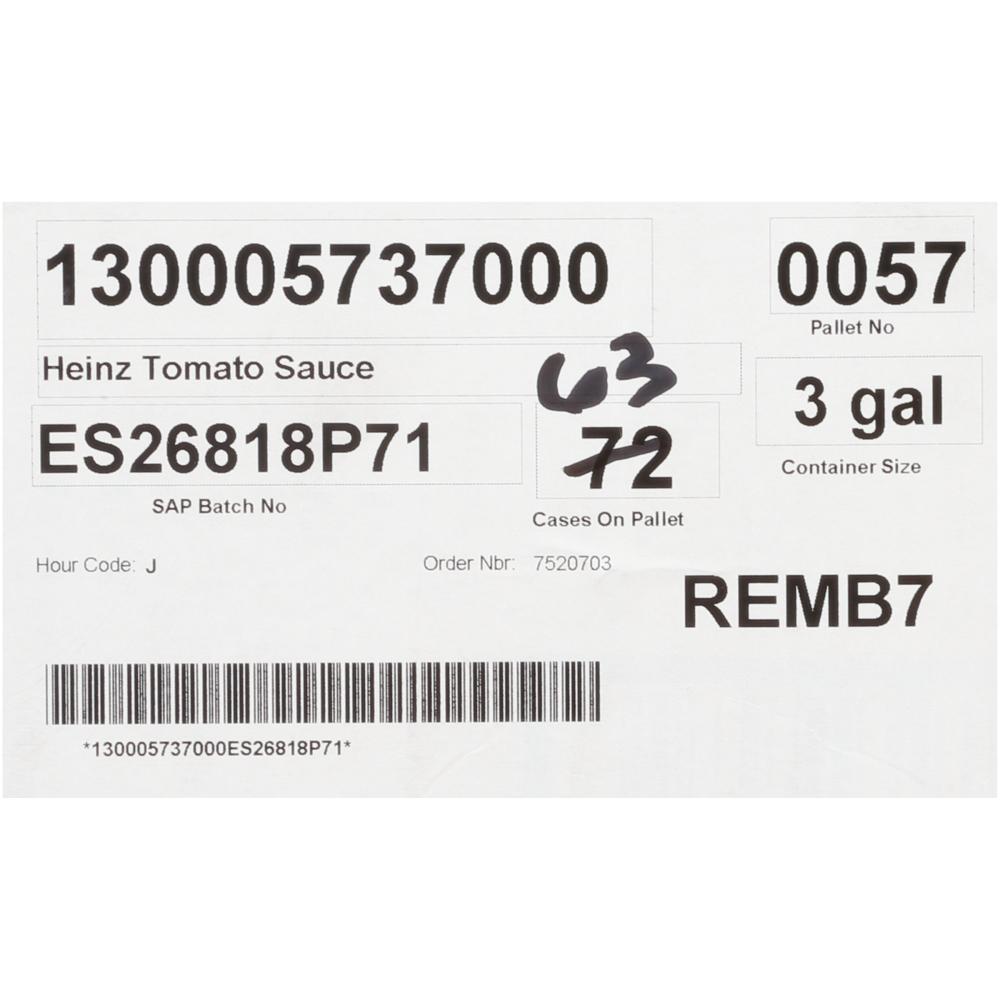 130005737000
0057
Pallet No
Heinz Tomato Sauce
63
3 gal
Container Size
ES26818P71
SAP Batch No
72
Cases On Pallet
Hour Code: J
Order Nbr: 7520703
REMB7
*130005737000ES26818P71*